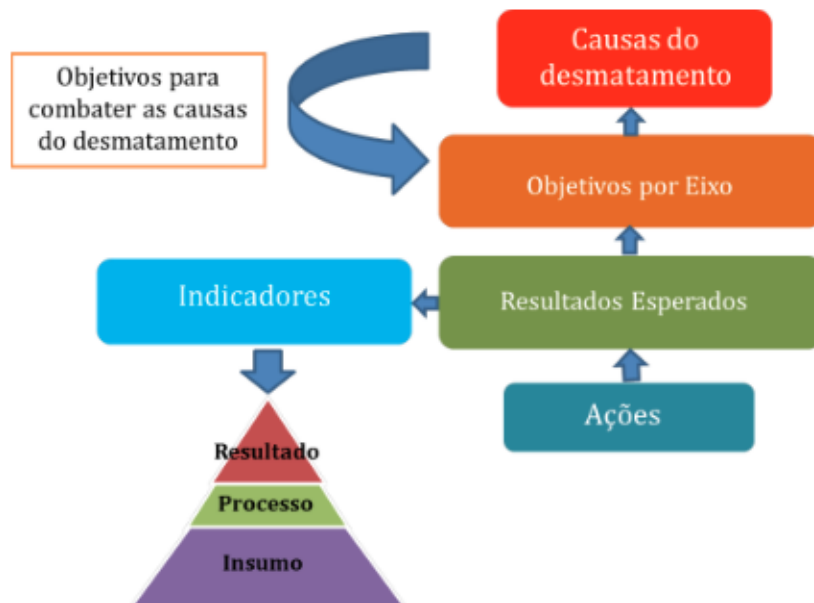 Causas do
desmatamento
Objetivos para
combater as causas
do desmatamento
Objetivos por Eixo
Indicadores
Resultados Esperados
Ações
Resultado
Processo
Insumo